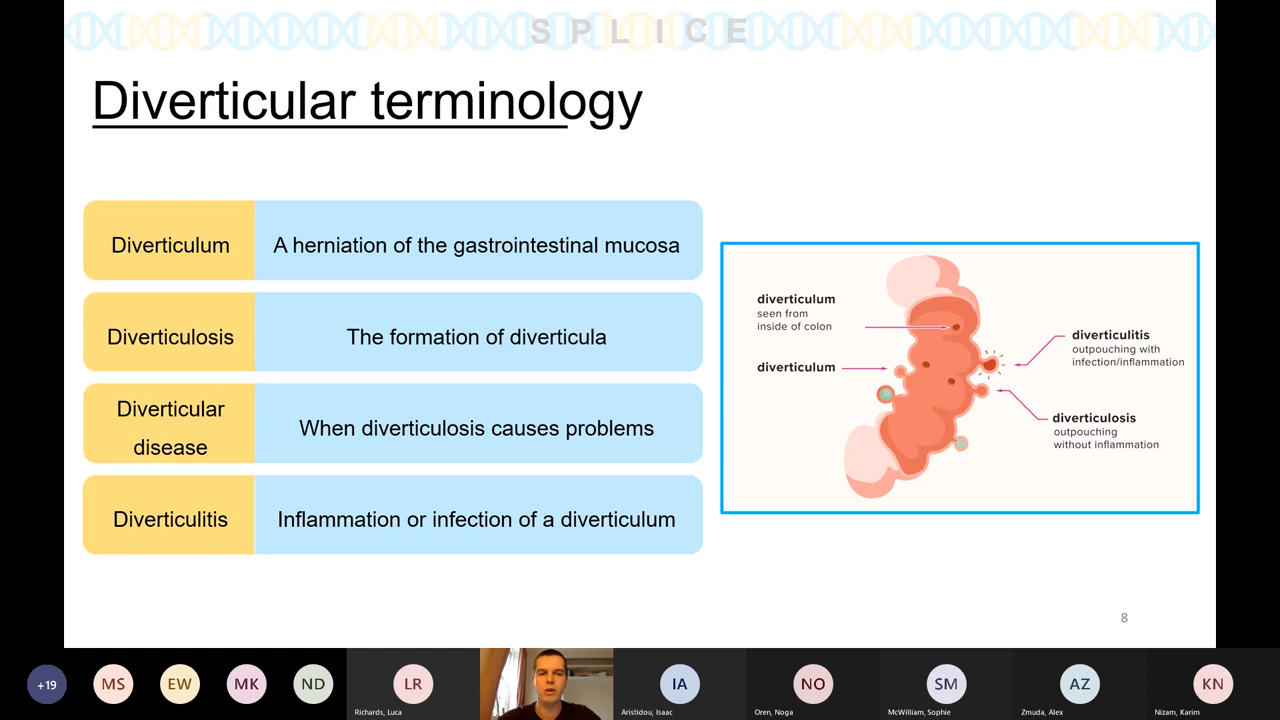 SPLICE
Diverticular terminology
Diverticulum
A herniation of the gastrointestinal mucosa
Diverticulosis
The formation of diverticula
Diverticular
disease
When diverticulosis causes problems
Diverticulitis
Inflammation or infection of a diverticulum
diverticulum
seen from
inside of colon
diverticulum
diverticulitis
outpouching with
infection/inflammation
diverticulosis
outpouching
without inflammation
8
+19
MS
EW
MK
ND
LR
Richards, Luca
IA
Aristidou, Isaac
NO
Oren, Noga
SM
McWilliam, Sophie
AZ
Zmuda, Alex
KN
Nizam, Karim